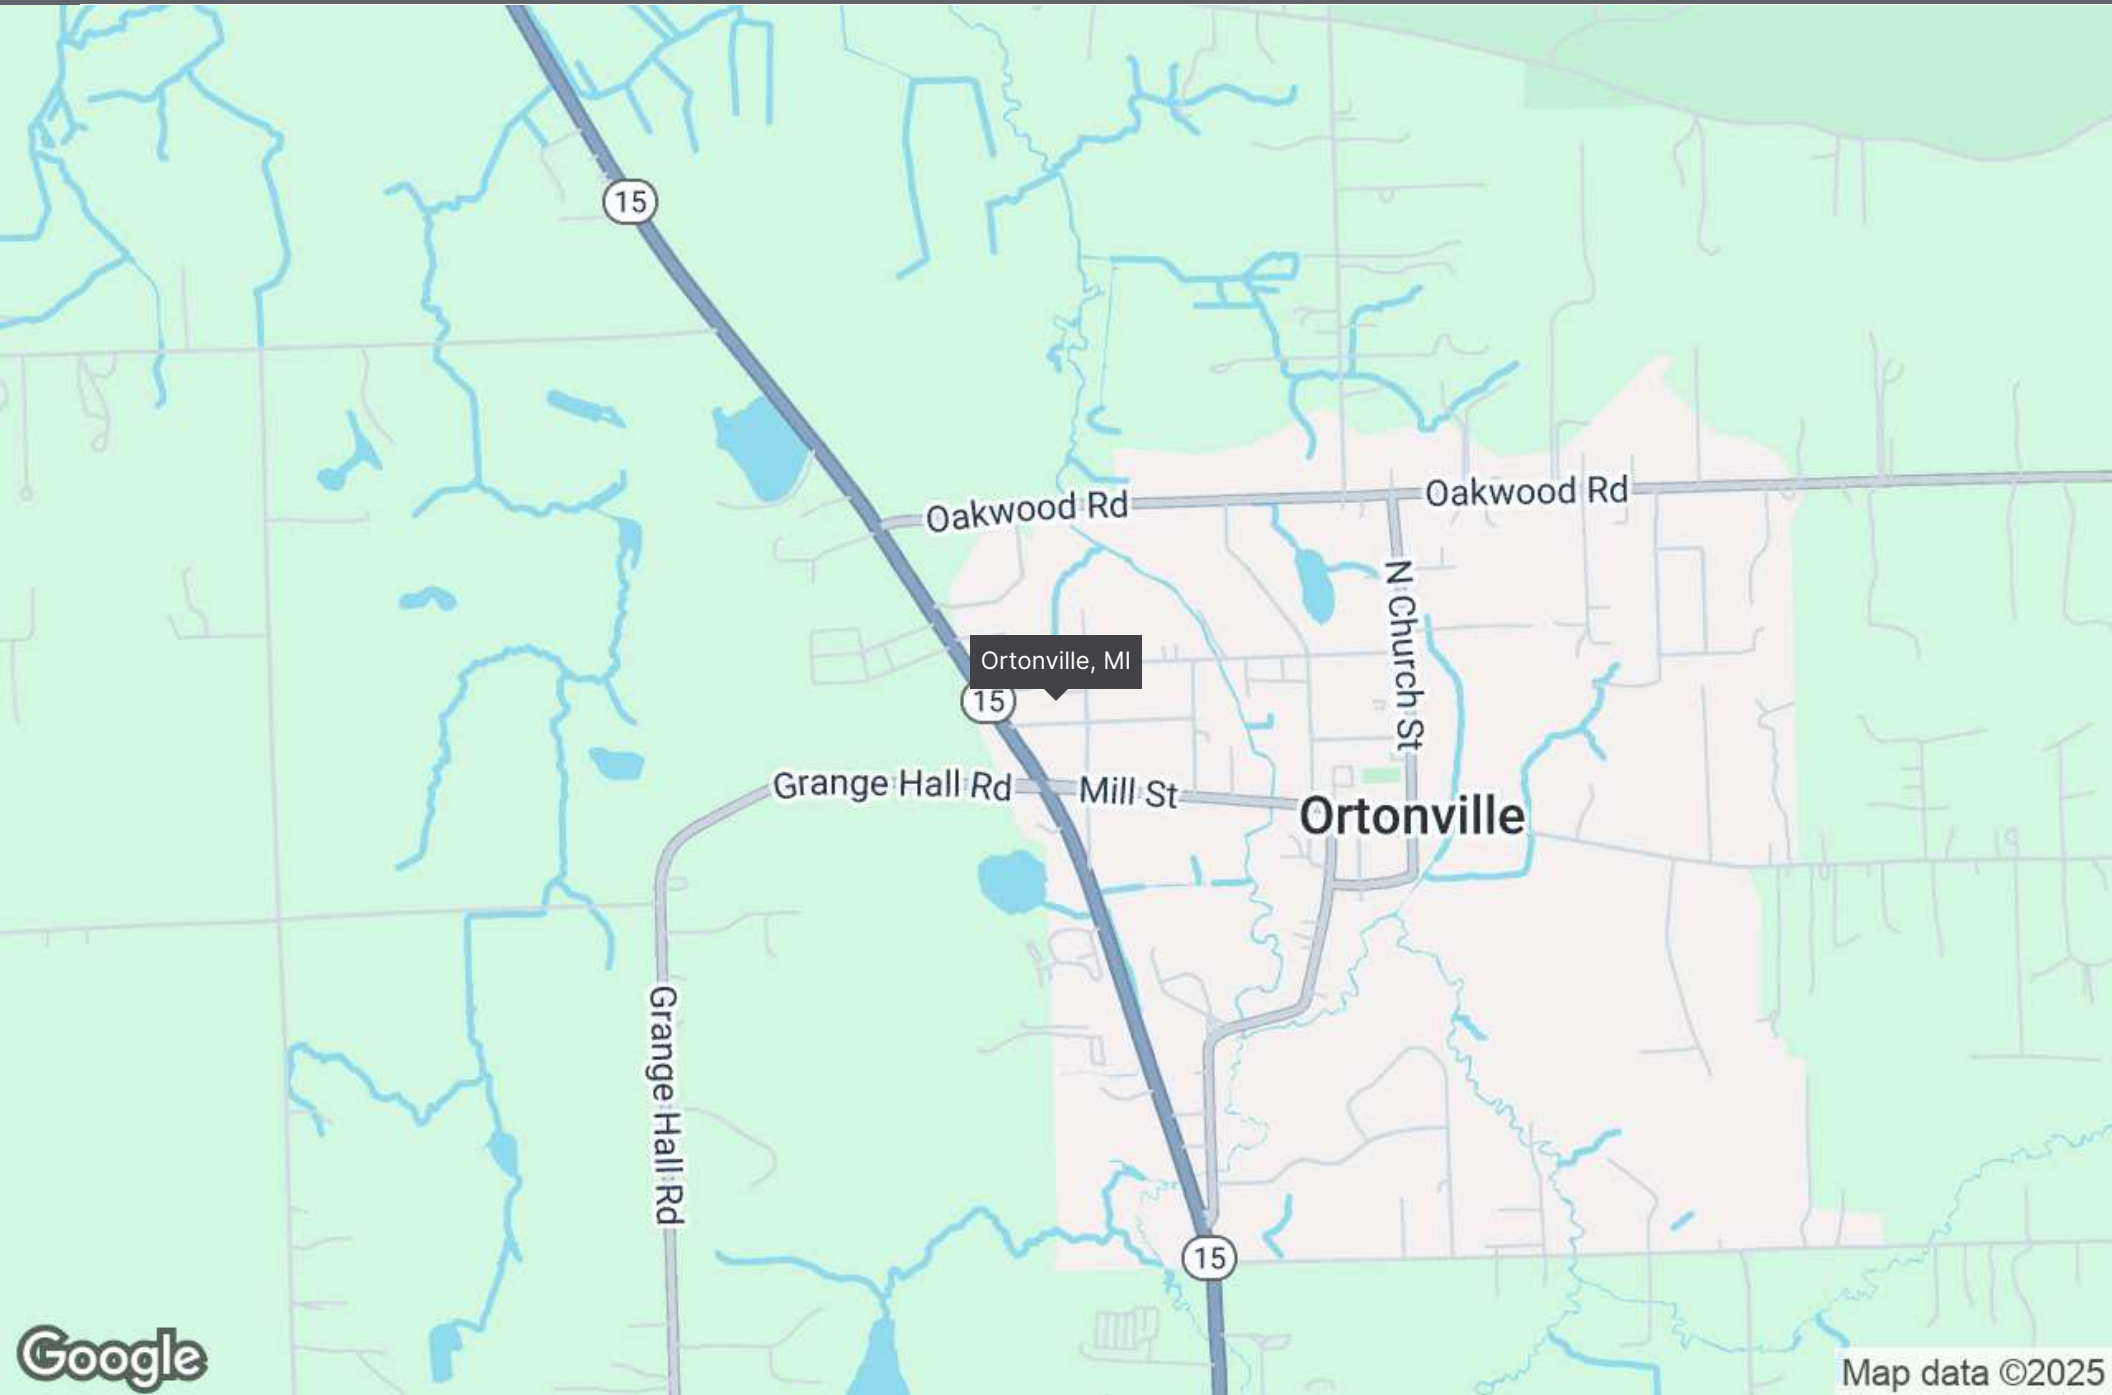 15
Oakwood Rd
Oakwood Rd
N Church St
Ortonville, MI
15
Grange Hall Rd
Mill St
Ortonville
Grange Hall Rd
15
Google
Map data ©2025